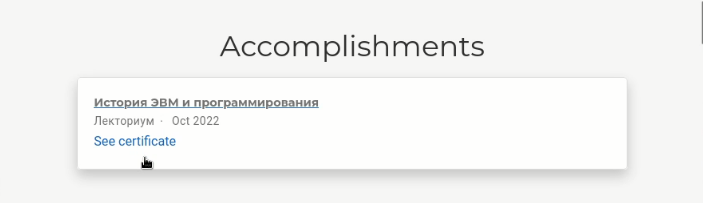 Accomplishments
История ЭВМ и программирования
Лекториум · Oct 2022
See certificate